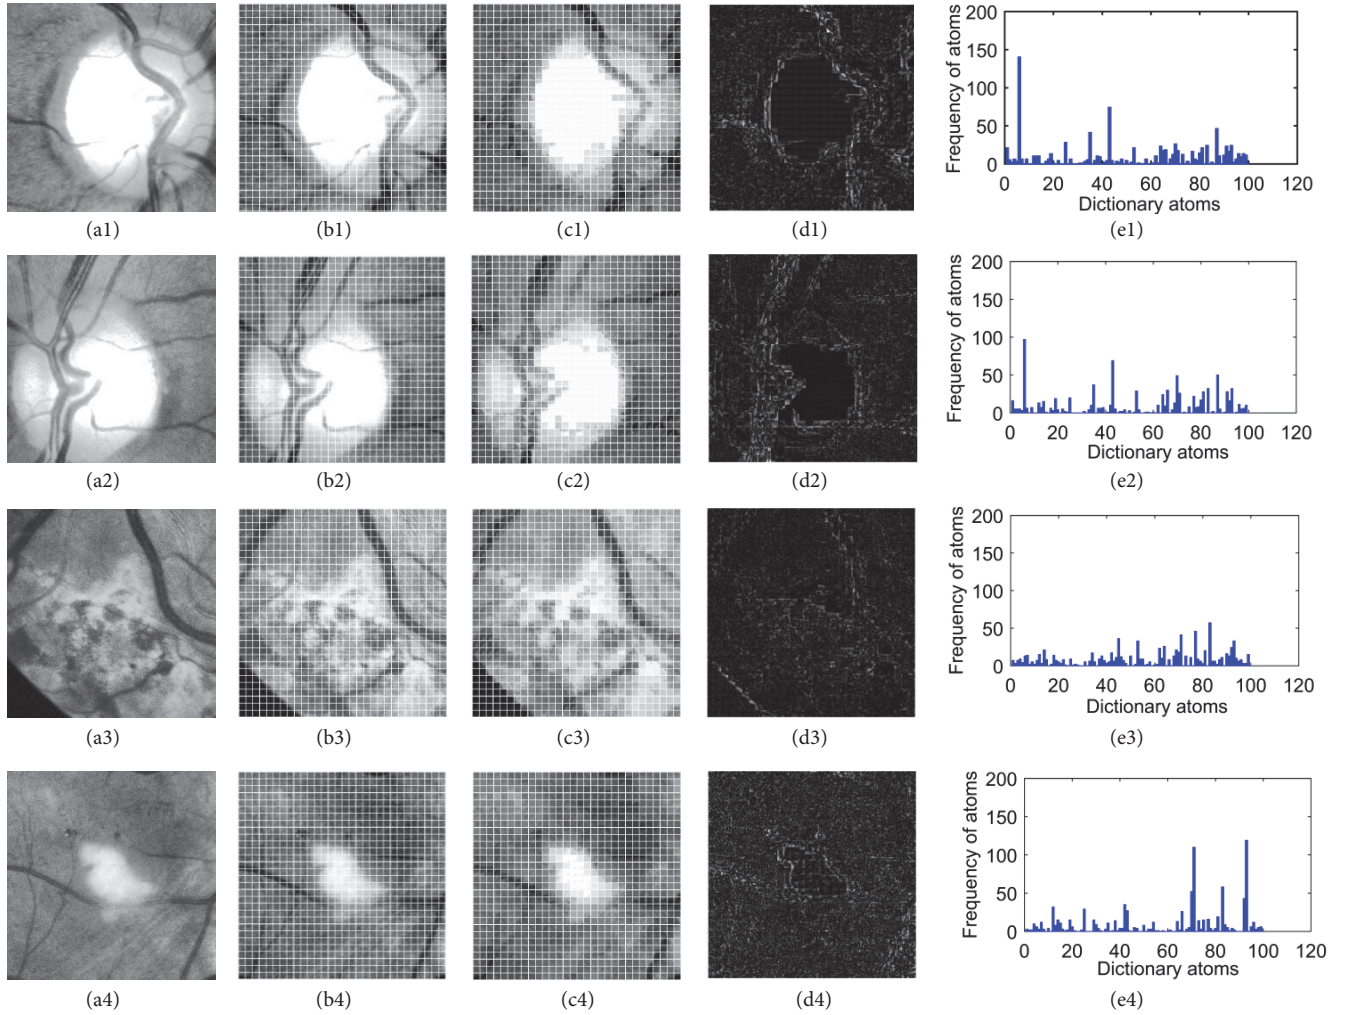 200
150
100
50
0
Frequency of atoms
0 20 40 60 80 100 120
Dictionary atoms
(a1) (b1) (c1) (d1) (e1)
200
150
100
50
0
Frequency of atoms
0 20 40 60 80 100 120
Dictionary atoms
(a2) (b2) (c2) (d2) (e2)
200
150
100
50
0
Frequency of atoms
0 20 40 60 80 100 120
Dictionary atoms
(a3) (b3) (c3) (d3) (e3)
200
150
100
50
0
Frequency of atoms
0 20 40 60 80 100 120
Dictionary atoms
(a4) (b4) (c4) (d4) (e4)